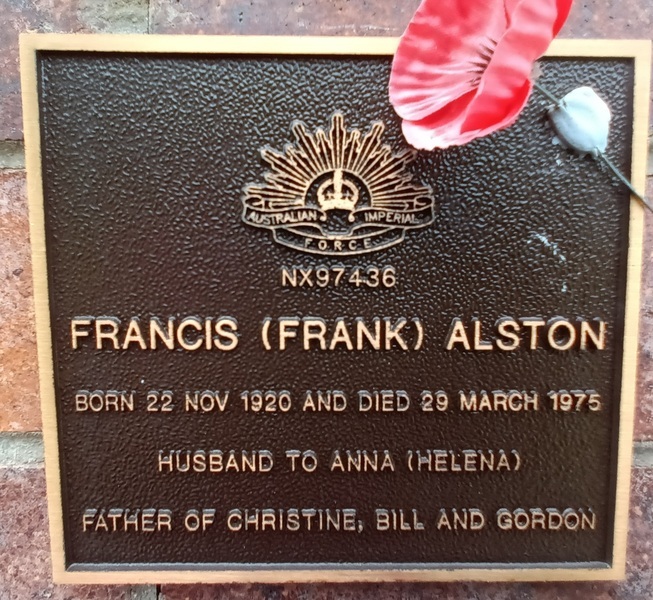 AUSTRALIAN IMPERIAL
FORCE
NX97436
FRANCIS (FRANK) ALSTON
BORN 22 NOV 1920 AND DIED 29 MARCH 1975
HUSBAND TO ANNA (HELENA)
FATHER OF CHRISTINE, BILL AND GORDON